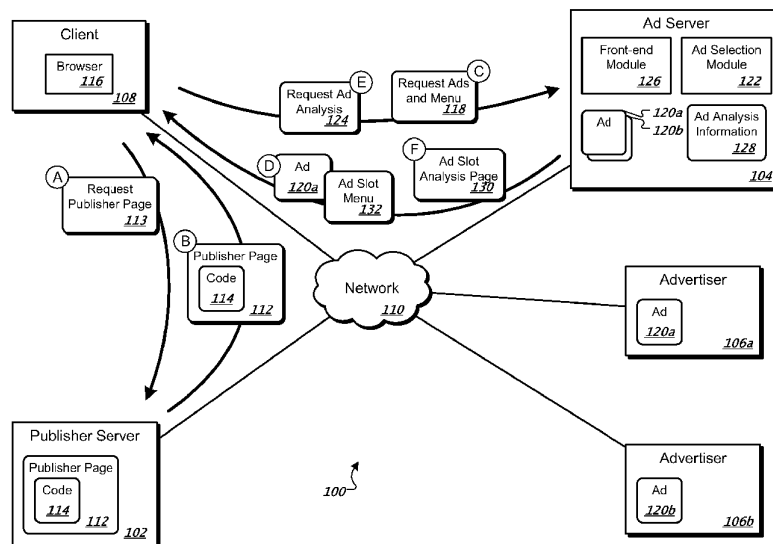 Client
Browser
116
108
E
Request Ad
Analysis
124
C
Request Ads
and Menu
118
Ad Server
Front-end
Module
126
Ad Selection
Module
122
Ad
120a
120b
Ad Analysis
Information
128
104
A
Request
Publisher Page
113
D
Ad
120a
Ad Slot
Menu
132
F
Ad Slot
Analysis Page
130
B
Publisher Page
Code
114
112
Network
110
Advertiser
Ad
120a
106a
Publisher Server
Publisher Page
Code
114
112
102
100
Advertiser
Ad
120b
106b